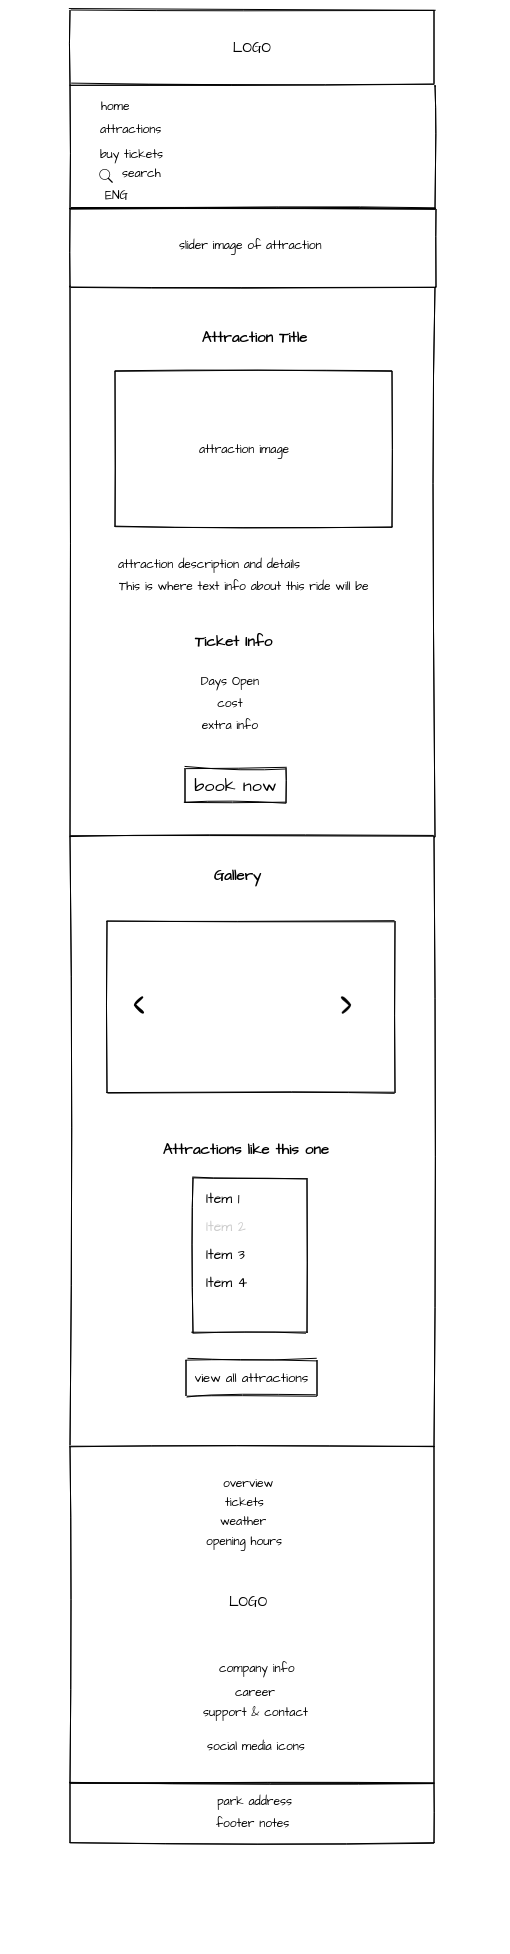 LOGO
home
attractions
buy tickets
search
ENG
slider image of attraction
Attraction Title
attraction image
attraction description and details
This is where text info about this ride will be
Ticket Info
Days Open
cost
extra info
book now
Gallery
Attractions like this one
Item 1
Item 2
Item 3
Item 4
view all attractions
overview
tickets
weather
opening hours
LOGO
company info
career
support & contact
social media icons
park address
footer notes